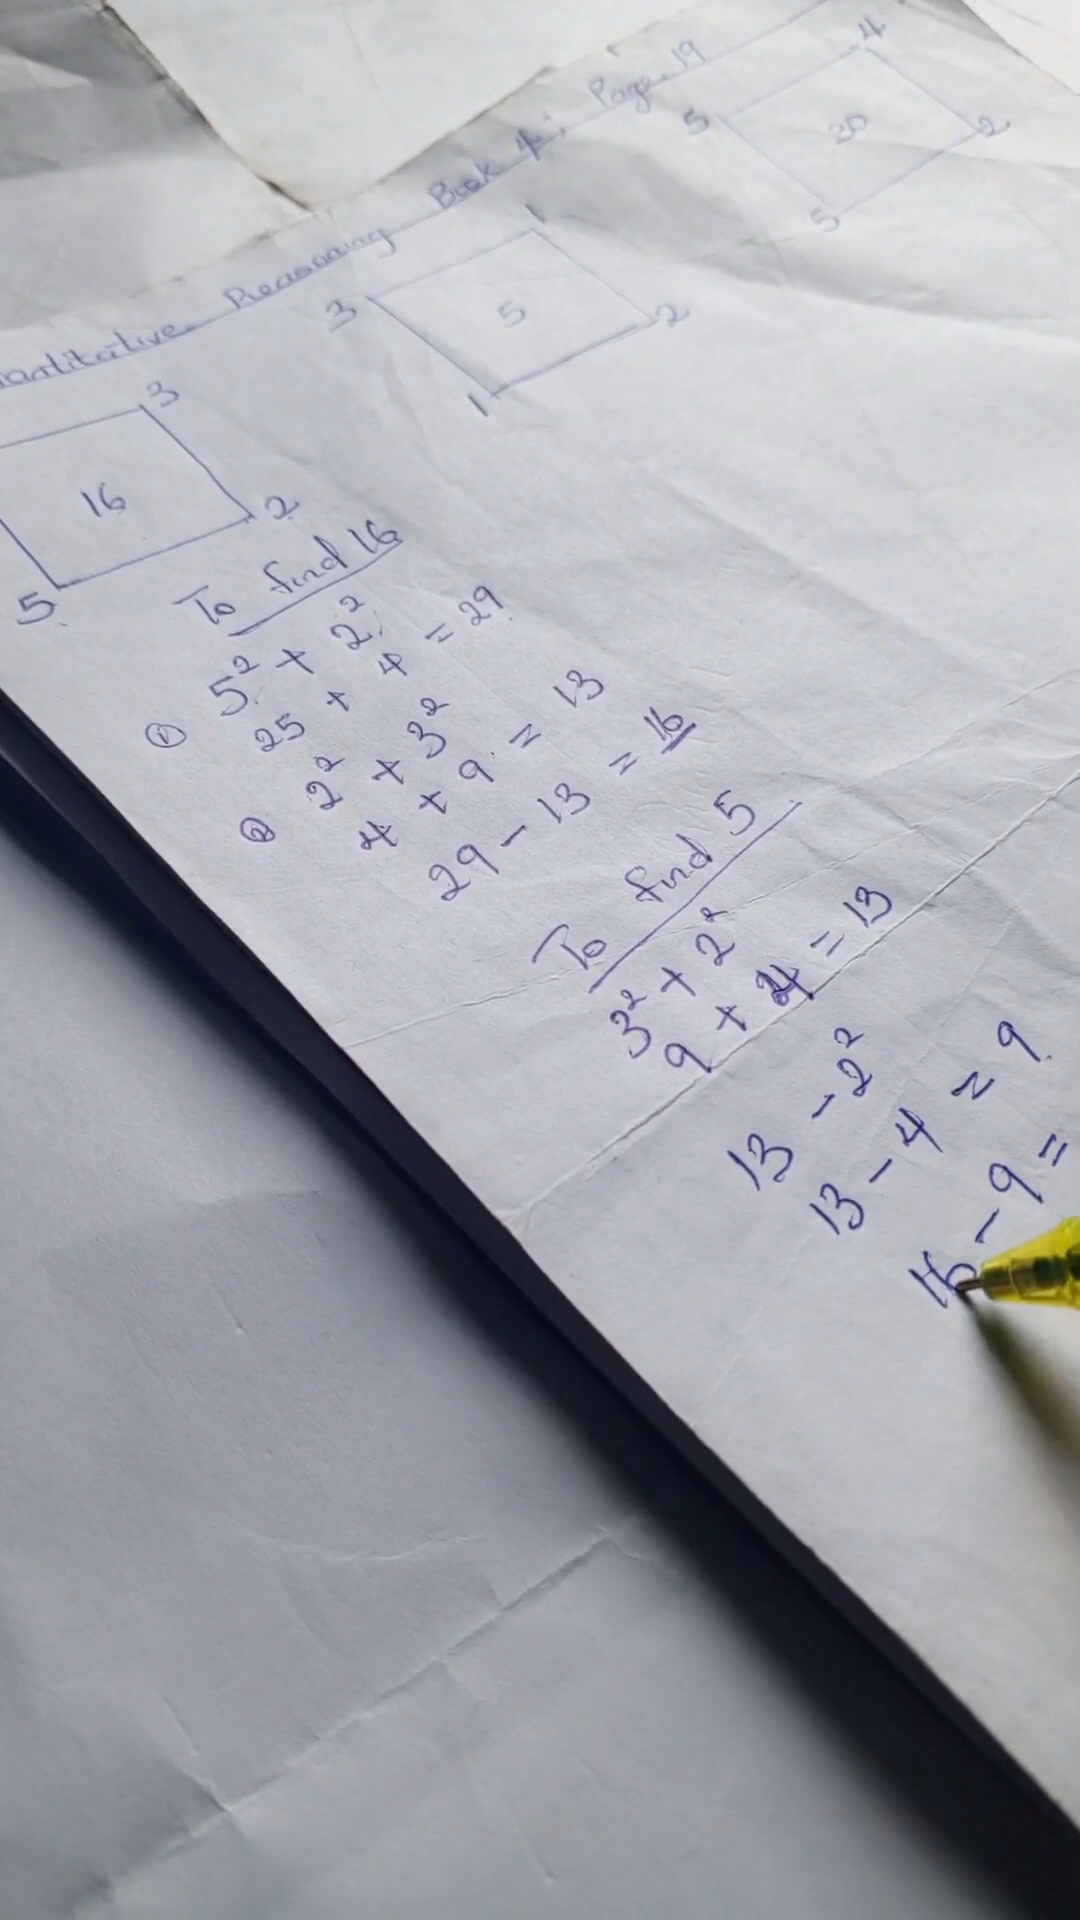 Quantitative Reasoning Book 4: Page 19
3
16
2
5
3
1
5
2
1
5
4
20
2
5
To find 16
① 5² + 2²
25 + 4 = 29
② 2² + 3²
4 + 9 = 13
29 - 13 = 16
To find 5
3² + 2²
9 + 4 = 13
13 - 2²
13 - 4 = 9
16 - 9 =